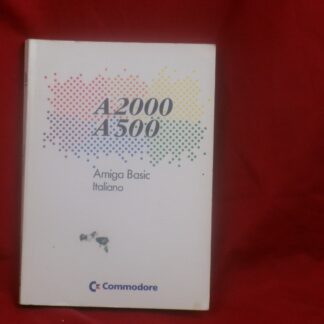 A2000
A500
Amiga Basic
Italiano
Commodore